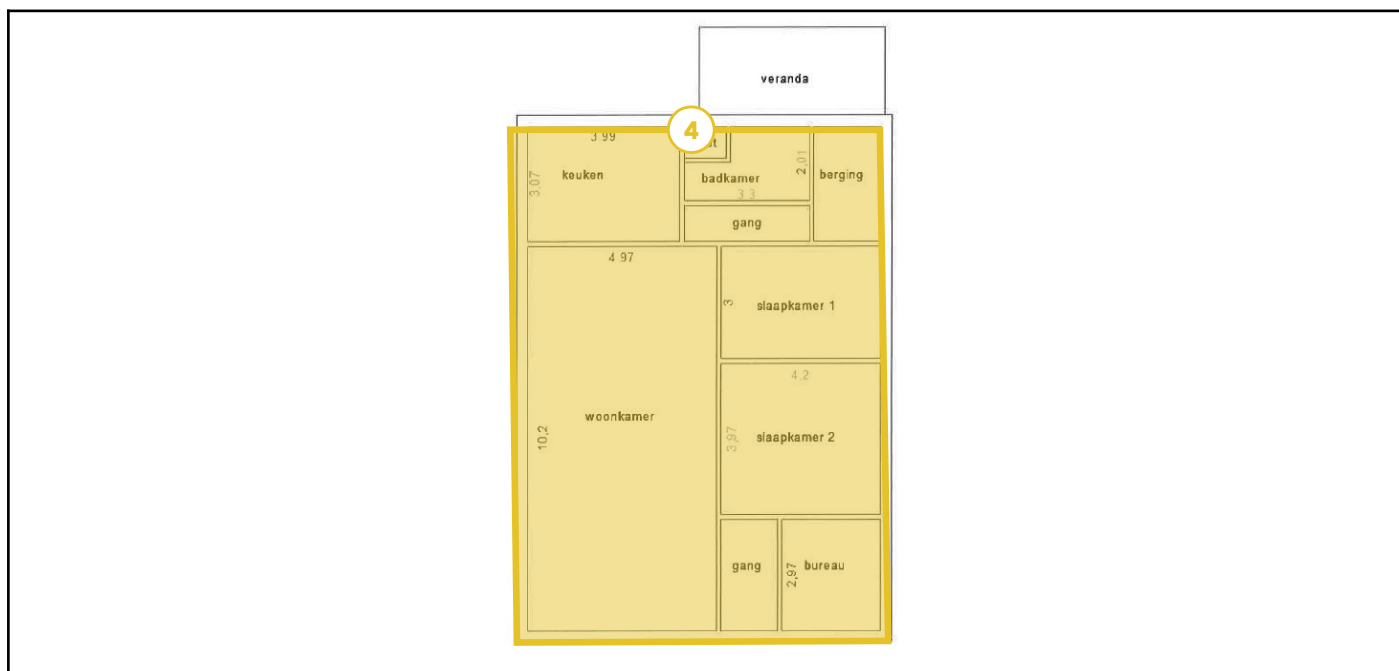 veranda
4
3.99
keuken
3,07
badkamer
3.3
2,01
berging
gang
4.97
woonkamer
10,2
3
slaapkamer 1
4.2
3,97
slaapkamer 2
gang
2,97
bureau